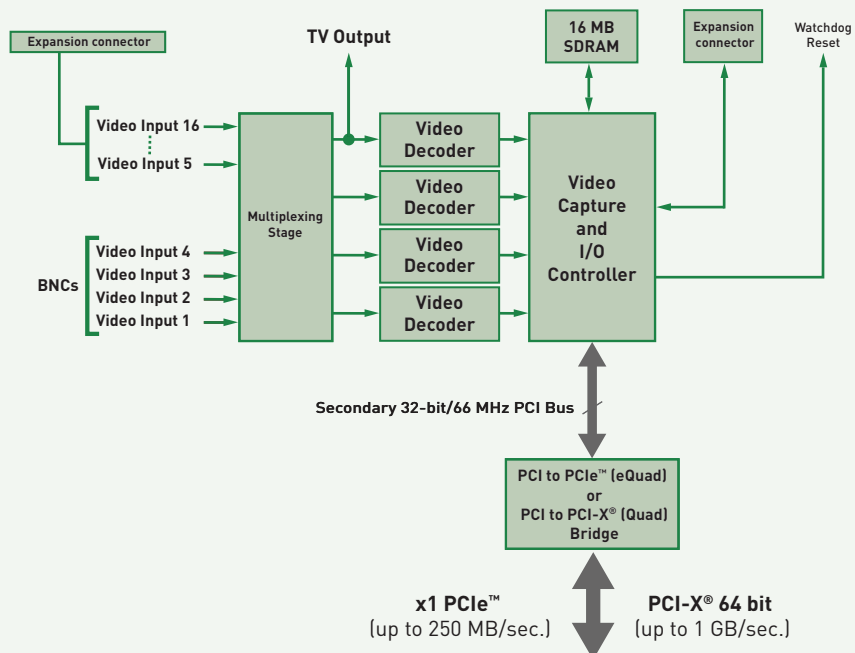 Expansion connector
TV Output
16 MB
SDRAM
Expansion
connector
Watchdog
Reset
Video Input 16
Video Input 5
BNCs
Video Input 4
Video Input 3
Video Input 2
Video Input 1
Multiplexing
Stage
Video
Decoder
Video
Decoder
Video
Decoder
Video
Decoder
Video
Capture
and
I/O
Controller
Secondary 32-bit/66 MHz PCI Bus
PCI to PCIe™ (eQuad)
or
PCI to PCI-X® (Quad)
Bridge
x1 PCIe™
(up to 250 MB/sec.)
PCI-X® 64 bit
(up to 1 GB/sec.)